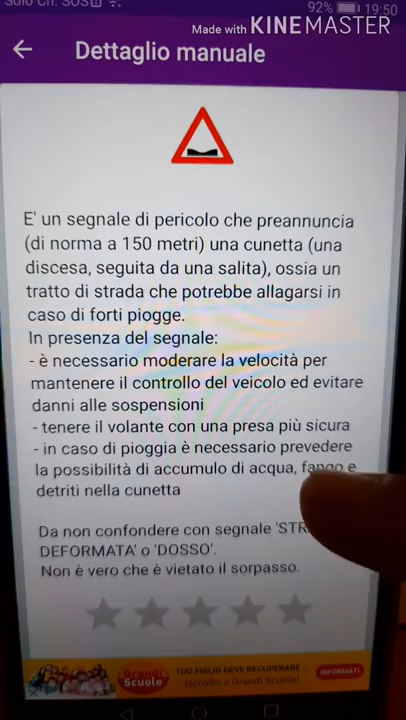 Solo Ch. SOS
92% 19:50
Made with KINEMASTER
Dettaglio manuale
E' un segnale di pericolo che preannuncia
(di norma a 150 metri) una cunetta (una
discesa, seguita da una salita), ossia un
tratto di strada che potrebbe allagarsi in
caso di forti piogge.
In presenza del segnale:
- è necessario moderare la velocità per
mantenere il controllo del veicolo ed evitare
danni alle sospensioni
- tenere il volante con una presa più sicura
- in caso di pioggia è necessario prevedere
la possibilità di accumulo di acqua, fango e
detriti nella cunetta
Da non confondere con segnale
DEFORMATA' o 'DOSSO'.
Non è vero che è vietato il sorpasso.
Grandi Scuole
TUO FIGLIO DEVE RECUPERARE...
Iscrivilo a Grandi Scuole!
INFORMATI